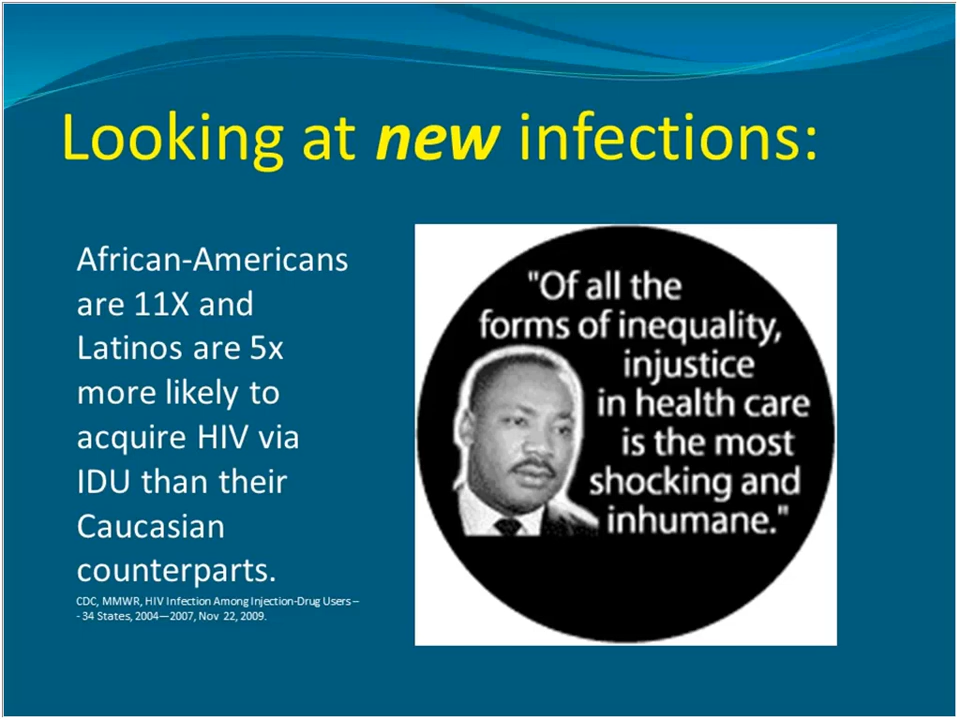 Looking at new infections:
African-Americans
are 11X and
Latinos are 5x
more likely to
acquire HIV via
IDU than their
Caucasian
counterparts.
CDC, MMWR, HIV Infection Among Injection-Drug Users –
- 34 States, 2004—2007, Nov 22, 2009.
"Of all the
forms of inequality,
injustice
in health care
is the most
shocking and
inhumane."